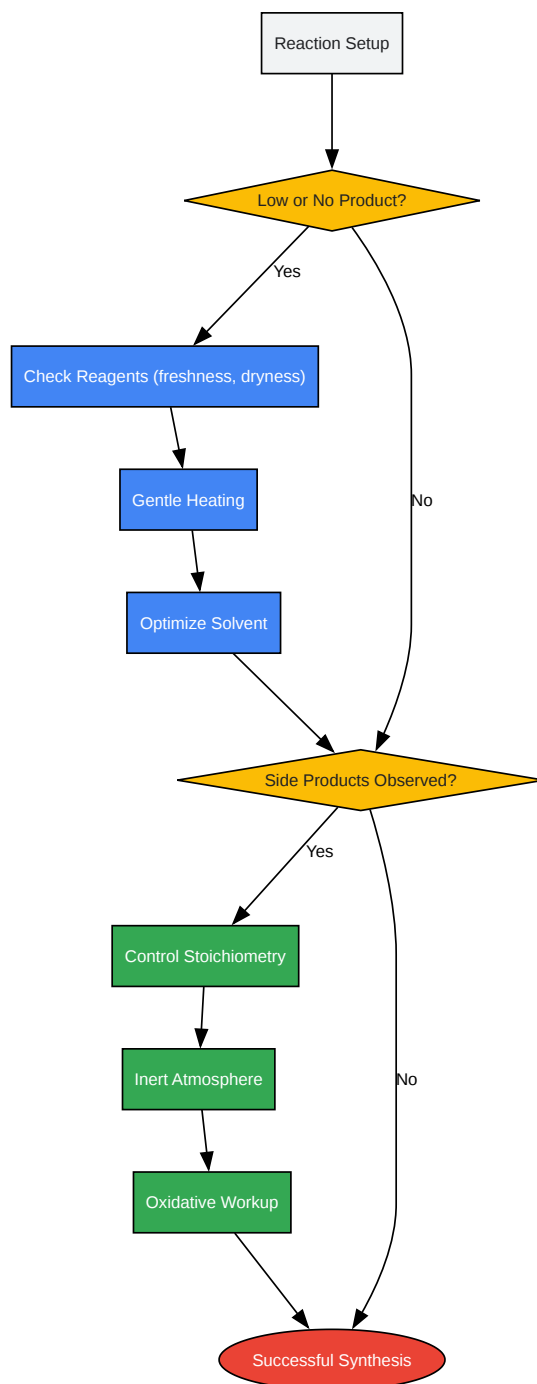 Reaction Setup
Low or No Product?
Yes
Check Reagents (freshness, dryness)
Gentle Heating
No
Optimize Solvent
Side Products Observed?
Yes
Control Stoichiometry
Inert Atmosphere
No
Oxidative Workup
Successful Synthesis